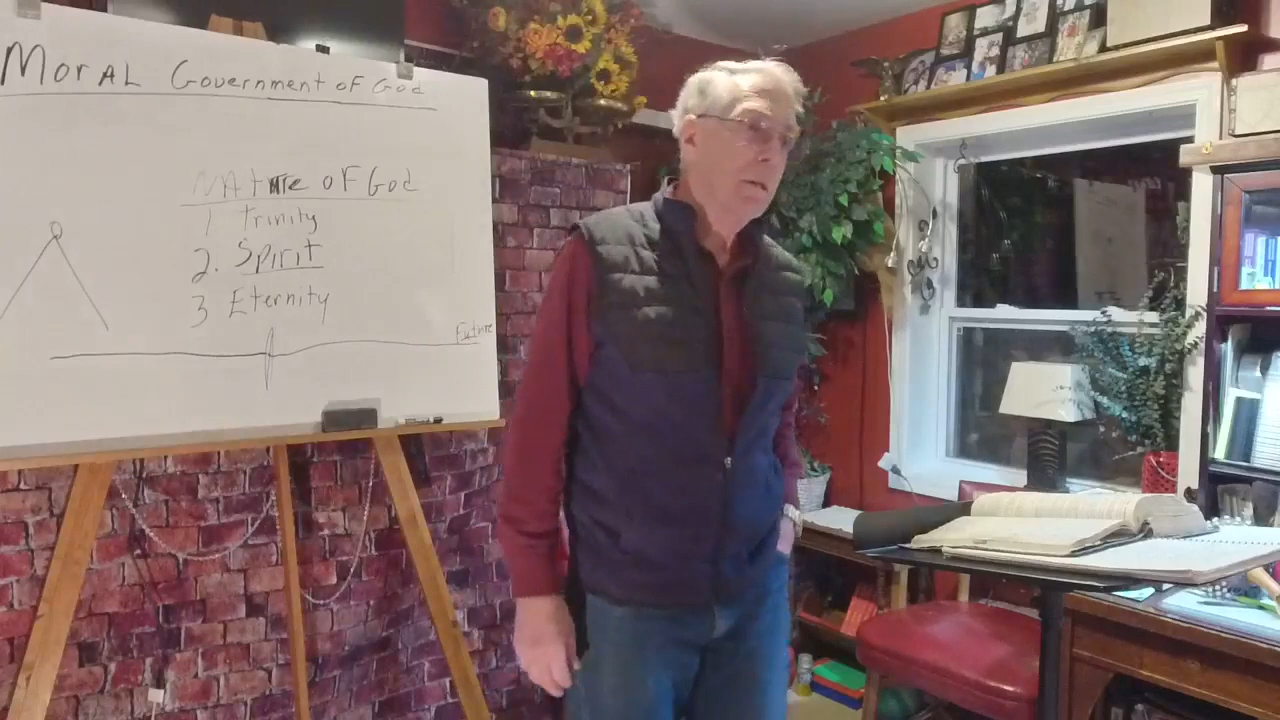 Moral Government of God
Nature of God
1 Trinity
2. Spirit
3 Eternity
Future